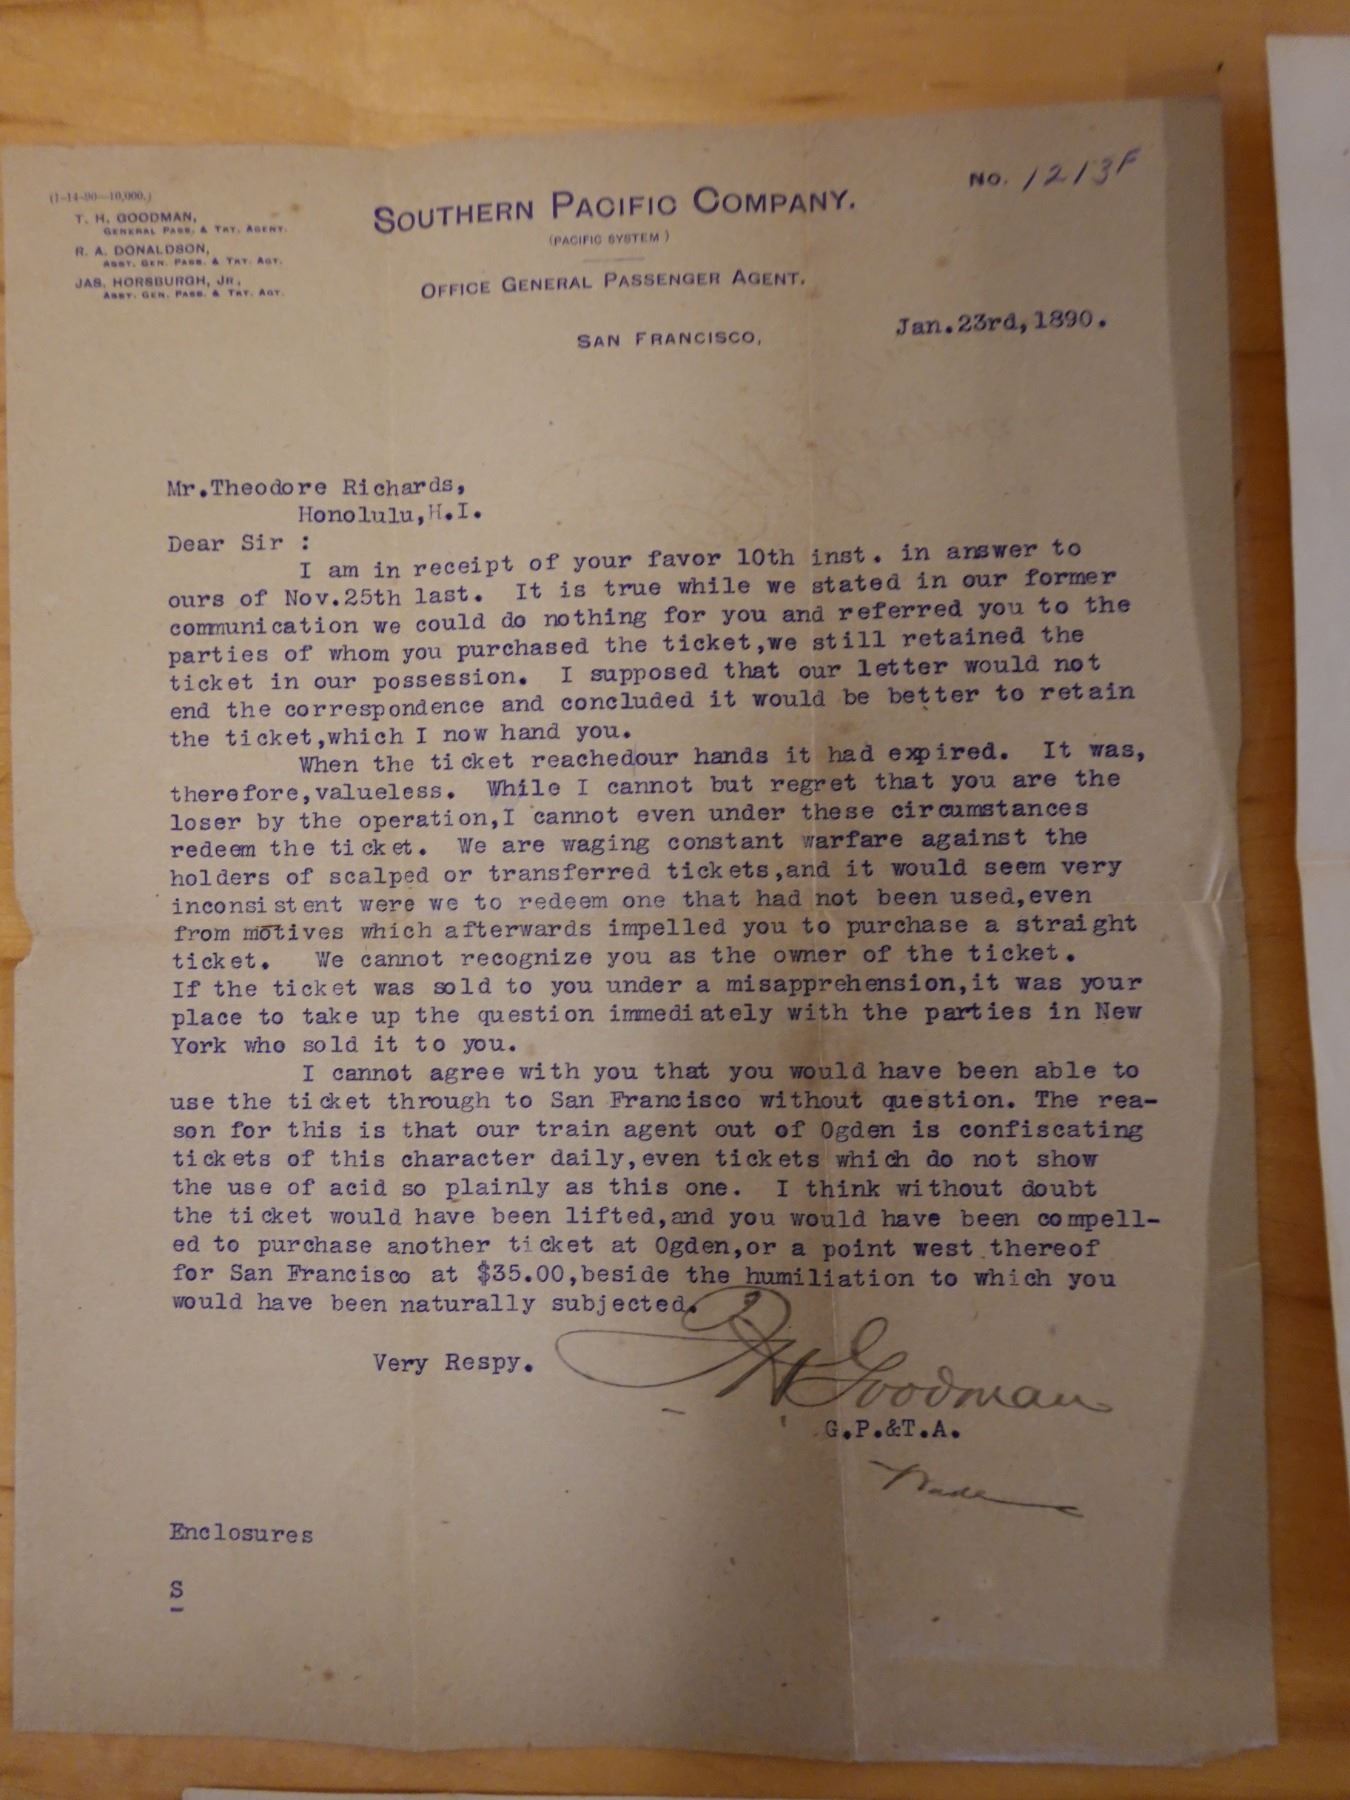 (1-14-90—10,000.)
T. H. GOODMAN,
GENERAL PASS. & TKT. AGENT.
R. A. DONALDSON,
ASST. GEN. PASS. & TKT. AGT.
JAS. HORSBURGH, JR.,
ASST. GEN. PASS. & TKT. AGT.
SOUTHERN PACIFIC COMPANY.
(PACIFIC SYSTEM)
OFFICE GENERAL PASSENGER AGENT.
SAN FRANCISCO,
No. 1213F
Jan.23rd,1890.
Mr.Theodore Richards,
Honolulu,H.I.
Dear Sir :
I am in receipt of your favor 10th inst. in answer to
ours of Nov.25th last. It is true while we stated in our former
communication we could do nothing for you and referred you to the
parties of whom you purchased the ticket,we still retained the
ticket in our possession. I supposed that our letter would not
end the correspondence and concluded it would be better to retain
the ticket,which I now hand you.
When the ticket reachedour hands it had expired. It was,
therefore,valueless. While I cannot but regret that you are the
loser by the operation,I cannot even under these circumstances
redeem the ticket. We are waging constant warfare against the
holders of scalped or transferred tickets,and it would seem very
inconsistent were we to redeem one that had not been used,even
from motives which afterwards impelled you to purchase a straight
ticket. We cannot recognize you as the owner of the ticket.
If the ticket was sold to you under a misapprehension,it was your
place to take up the question immediately with the parties in New
York who sold it to you.
I cannot agree with you that you would have been able to
use the ticket through to San Francisco without question. The rea-
son for this is that our train agent out of Ogden is confiscating
tickets of this character daily,even tickets which do not show
the use of acid so plainly as this one. I think without doubt
the ticket would have been lifted,and you would have been compell-
ed to purchase another ticket at Ogden,or a point west thereof
for San Francisco at $35.00,beside the humiliation to which you
would have been naturally subjected.
Very Respy.
T H Goodman
G.P.&T.A.
Enclosures
S